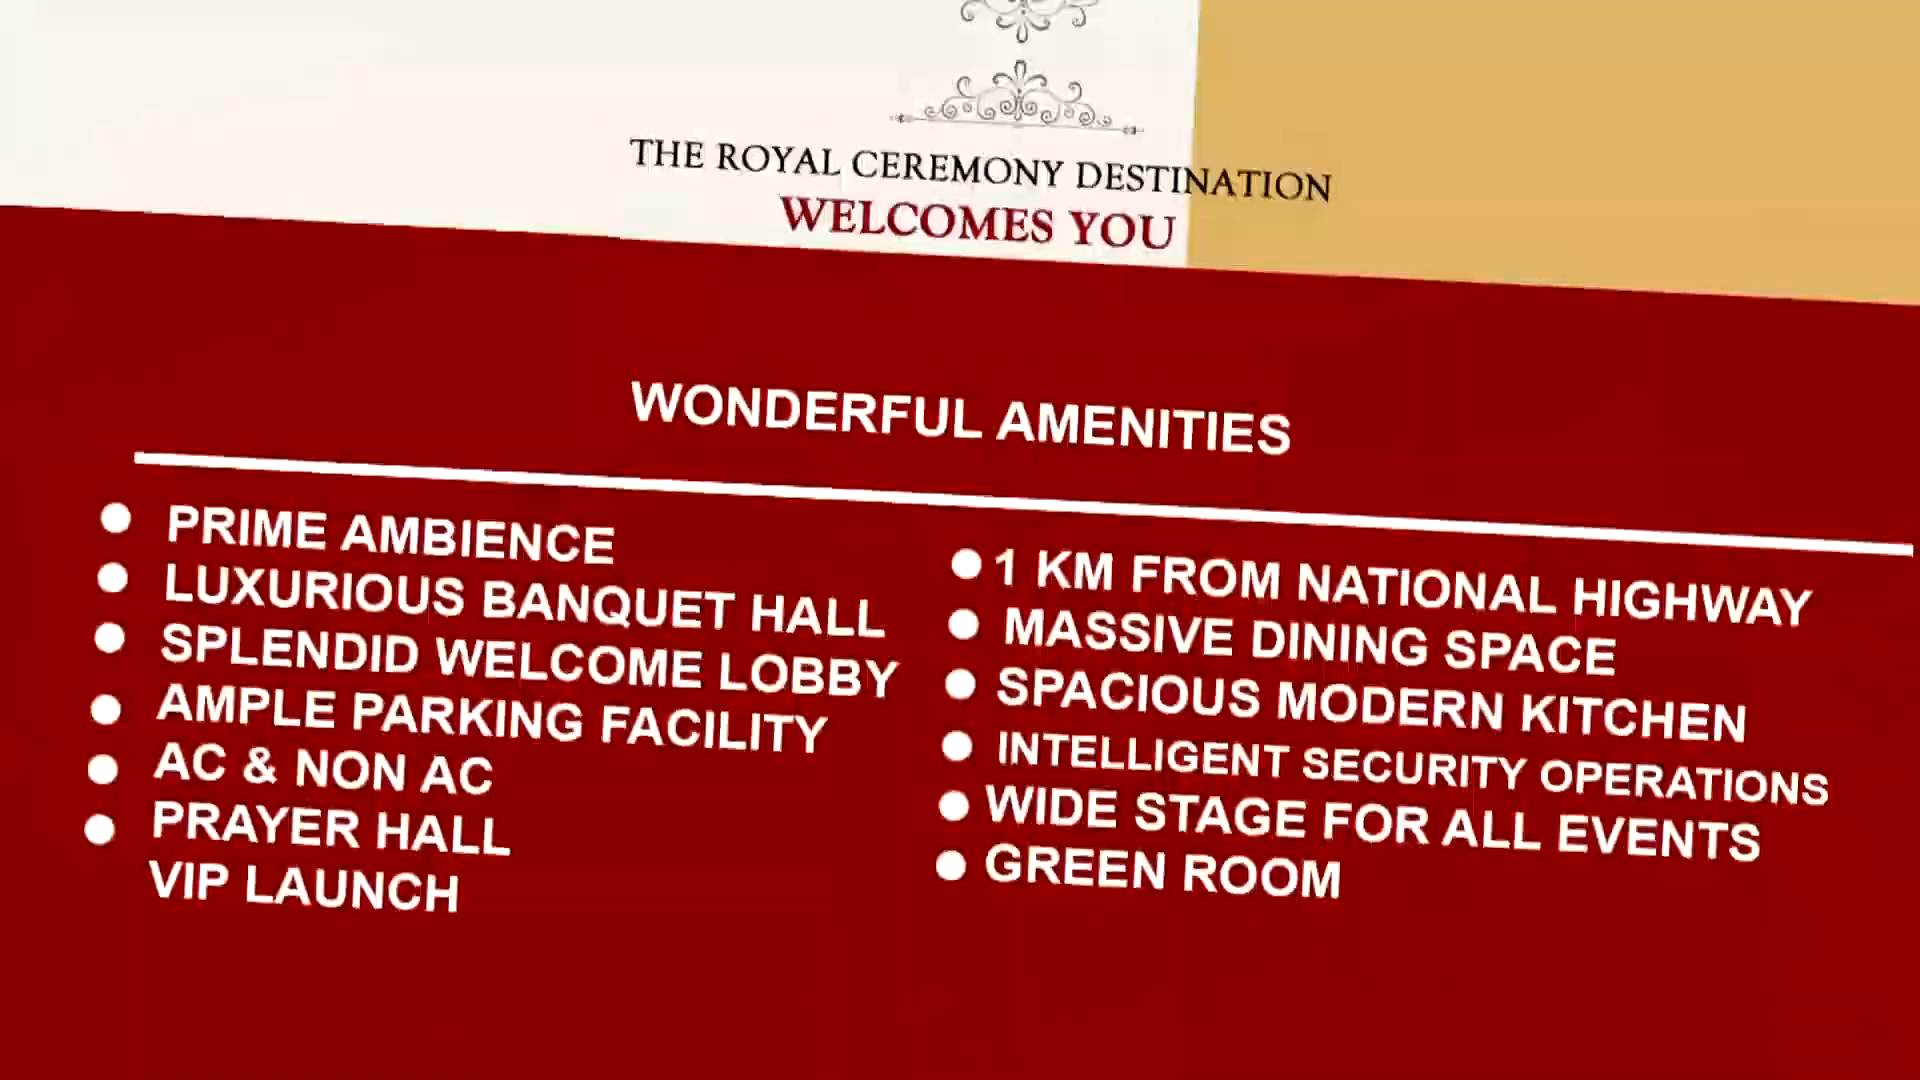 THE ROYAL CEREMONY DESTINATION
WELCOMES YOU
WONDERFUL AMENITIES
● PRIME AMBIENCE
● LUXURIOUS BANQUET HALL
● SPLENDID WELCOME LOBBY
● AMPLE PARKING FACILITY
● AC & NON AC
● PRAYER HALL
VIP LAUNCH
● 1 KM FROM NATIONAL HIGHWAY
● MASSIVE DINING SPACE
● SPACIOUS MODERN KITCHEN
● INTELLIGENT SECURITY OPERATIONS
● WIDE STAGE FOR ALL EVENTS
● GREEN ROOM